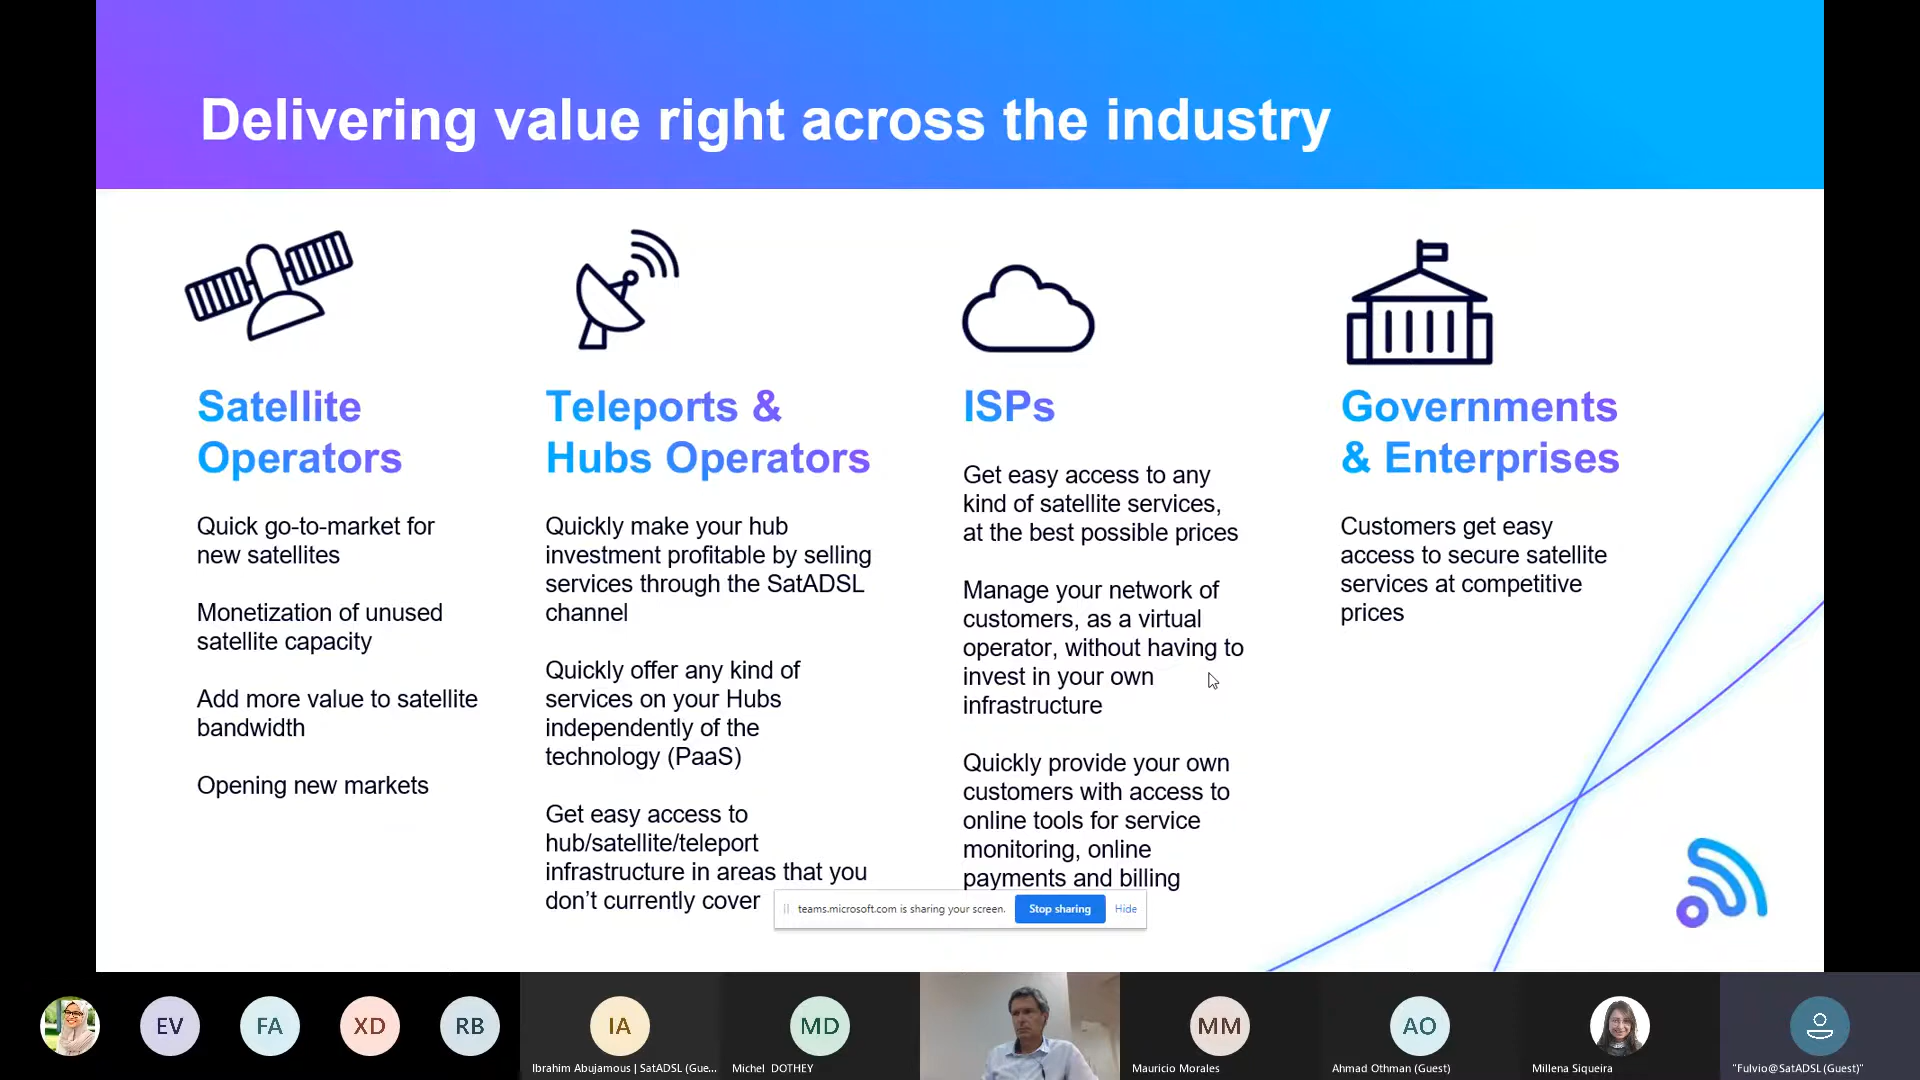 Delivering value right across the industry
Satellite
Operators
Quick go-to-market for
new satellites
Monetization of unused
satellite capacity
Add more value to satellite
bandwidth
Opening new markets
Teleports &
Hubs Operators
Quickly make your hub
investment profitable by selling
services through the SatADSL
channel
Quickly offer any kind of
services on your Hubs
independently of the
technology (PaaS)
Get easy access to
hub/satellite/teleport
infrastructure in areas that you
don’t currently cover
ISPs
Get easy access to any
kind of satellite services,
at the best possible prices
Manage your network of
customers, as a virtual
operator, without having to
invest in your own
infrastructure
Quickly provide your own
customers with access to
online tools for service
monitoring, online
payments and billing
Governments
& Enterprises
Customers get easy
access to secure satellite
services at competitive
prices
teams.microsoft.com is sharing your screen. Stop sharing Hide
EV FA XD RB IA MD MM AO
Ibrahim Abujamous | SatADSL (Gue... Michel DOTHEY Mauricio Morales Ahmad Othman (Guest) Millena Siqueira "Fulvio@SatADSL (Guest)"